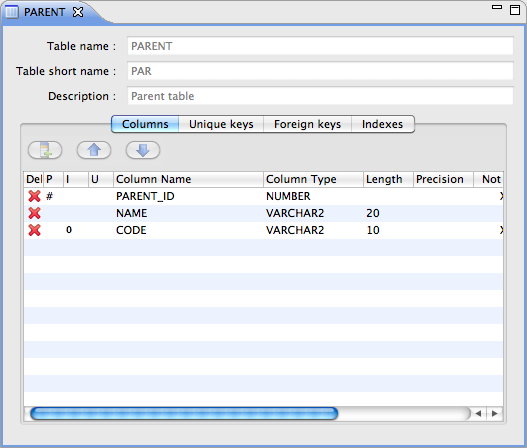 PARENT
Table name : PARENT
Table short name : PAR
Description : Parent table
Columns Unique keys Foreign keys Indexes
Del P I U Column Name Column Type Length Precision Not
# PARENT_ID NUMBER X
NAME VARCHAR2 20
0 CODE VARCHAR2 10 X